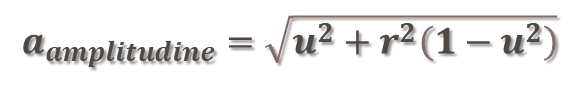 a_amplitudine = √(u² + r²(1 − u²))